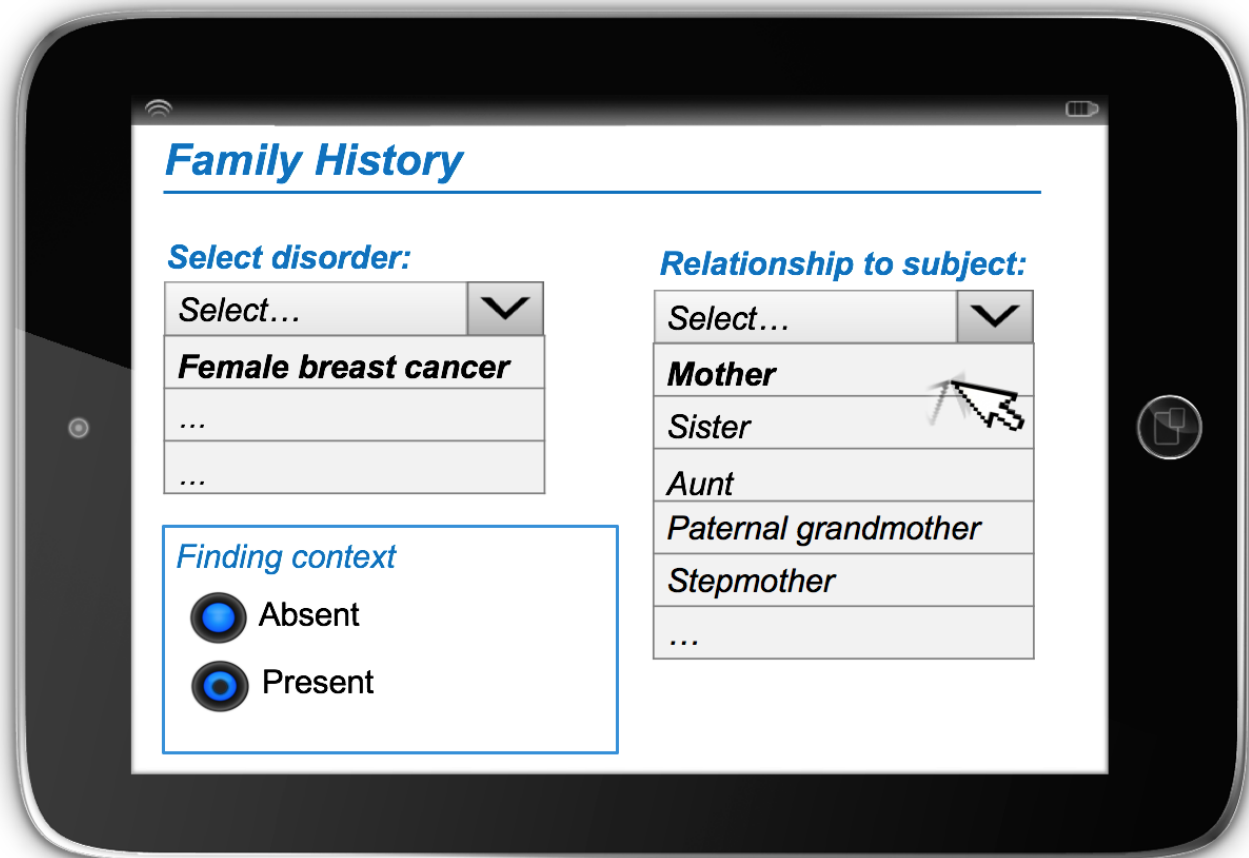 Family History
Select disorder:
Select...
Female breast cancer
...
...
Finding context
Absent
Present
Relationship to subject:
Select...
Mother
Sister
Aunt
Paternal grandmother
Stepmother
...